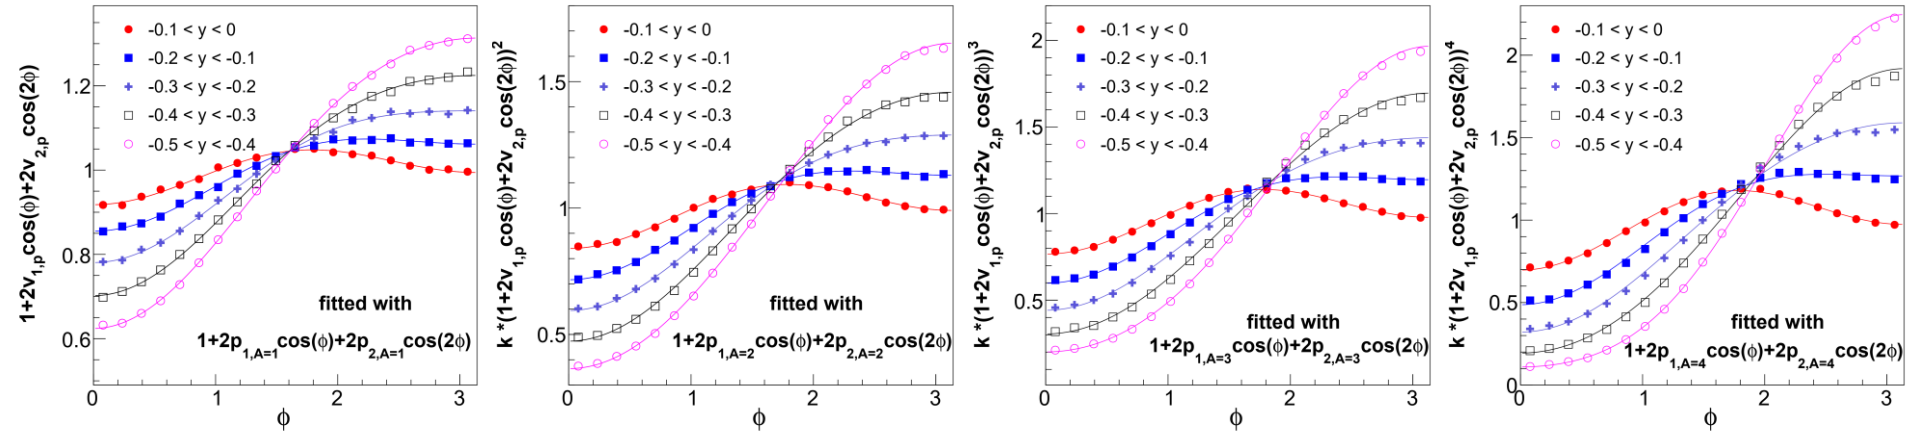 1+2v1,p cos(ϕ)+2v2,p cos(2ϕ)
1.2
1
0.8
0.6
-0.1 < y < 0
-0.2 < y < -0.1
-0.3 < y < -0.2
-0.4 < y < -0.3
-0.5 < y < -0.4
fitted with
1+2p1,A=1cos(ϕ)+2p2,A=1cos(2ϕ)
0 1 2 3
ϕ
k *(1+2v1,p cos(ϕ)+2v2,p cos(2ϕ))2
1.5
1
0.5
-0.1 < y < 0
-0.2 < y < -0.1
-0.3 < y < -0.2
-0.4 < y < -0.3
-0.5 < y < -0.4
fitted with
1+2p1,A=2cos(ϕ)+2p2,A=2cos(2ϕ)
0 1 2 3
ϕ
k *(1+2v1,p cos(ϕ)+2v2,p cos(2ϕ))3
2
1.5
1
0.5
-0.1 < y < 0
-0.2 < y < -0.1
-0.3 < y < -0.2
-0.4 < y < -0.3
-0.5 < y < -0.4
fitted with
1+2p1,A=3cos(ϕ)+2p2,A=3cos(2ϕ)
0 1 2 3
ϕ
k *(1+2v1,p cos(ϕ)+2v2,p cos(2ϕ))4
2
1.5
1
0.5
0
-0.1 < y < 0
-0.2 < y < -0.1
-0.3 < y < -0.2
-0.4 < y < -0.3
-0.5 < y < -0.4
fitted with
1+2p1,A=4cos(ϕ)+2p2,A=4cos(2ϕ)
0 1 2 3
ϕ